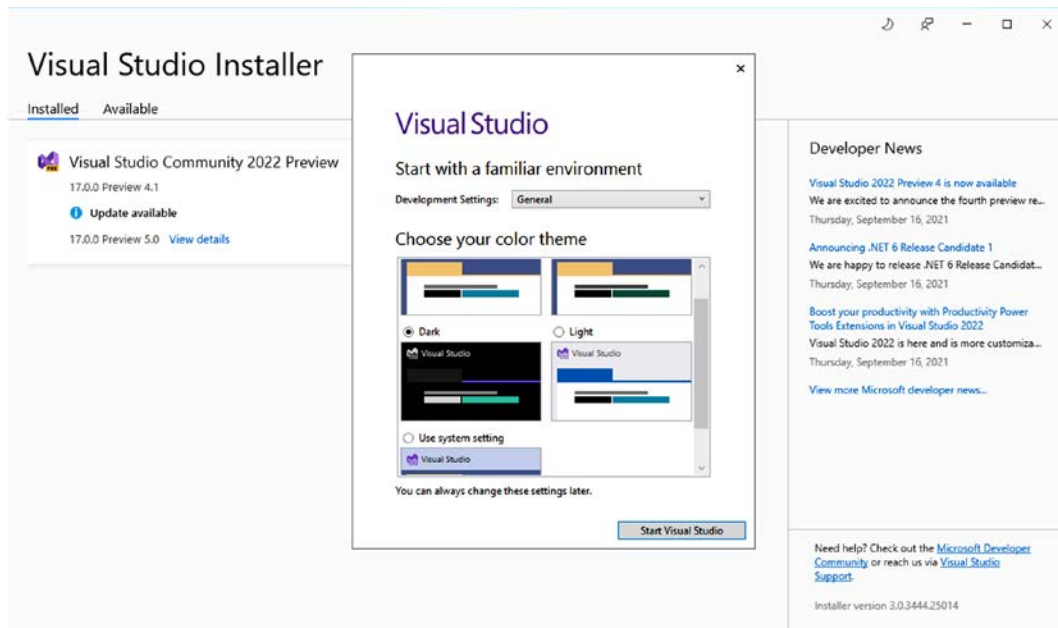 Visual Studio Installer
Installed Available
Visual Studio Community 2022 Preview
17.0.0 Preview 4.1
Update available
17.0.0 Preview 5.0 View details
Visual Studio
Start with a familiar environment
Development Settings: General
Choose your color theme
Dark
Light
Visual Studio
Visual Studio
Use system setting
Visual Studio
You can always change these settings later.
Start Visual Studio
Developer News
Visual Studio 2022 Preview 4 is now available
We are excited to announce the fourth preview re...
Thursday, September 16, 2021
Announcing .NET 6 Release Candidate 1
We are happy to release .NET 6 Release Candidat...
Thursday, September 16, 2021
Boost your productivity with Productivity Power
Tools Extensions in Visual Studio 2022
Visual Studio 2022 is here and is more customiza...
Thursday, September 16, 2021
View more Microsoft developer news...
Need help? Check out the Microsoft Developer
Community or reach us via Visual Studio
Support.
Installer version 3.0.3444.25014